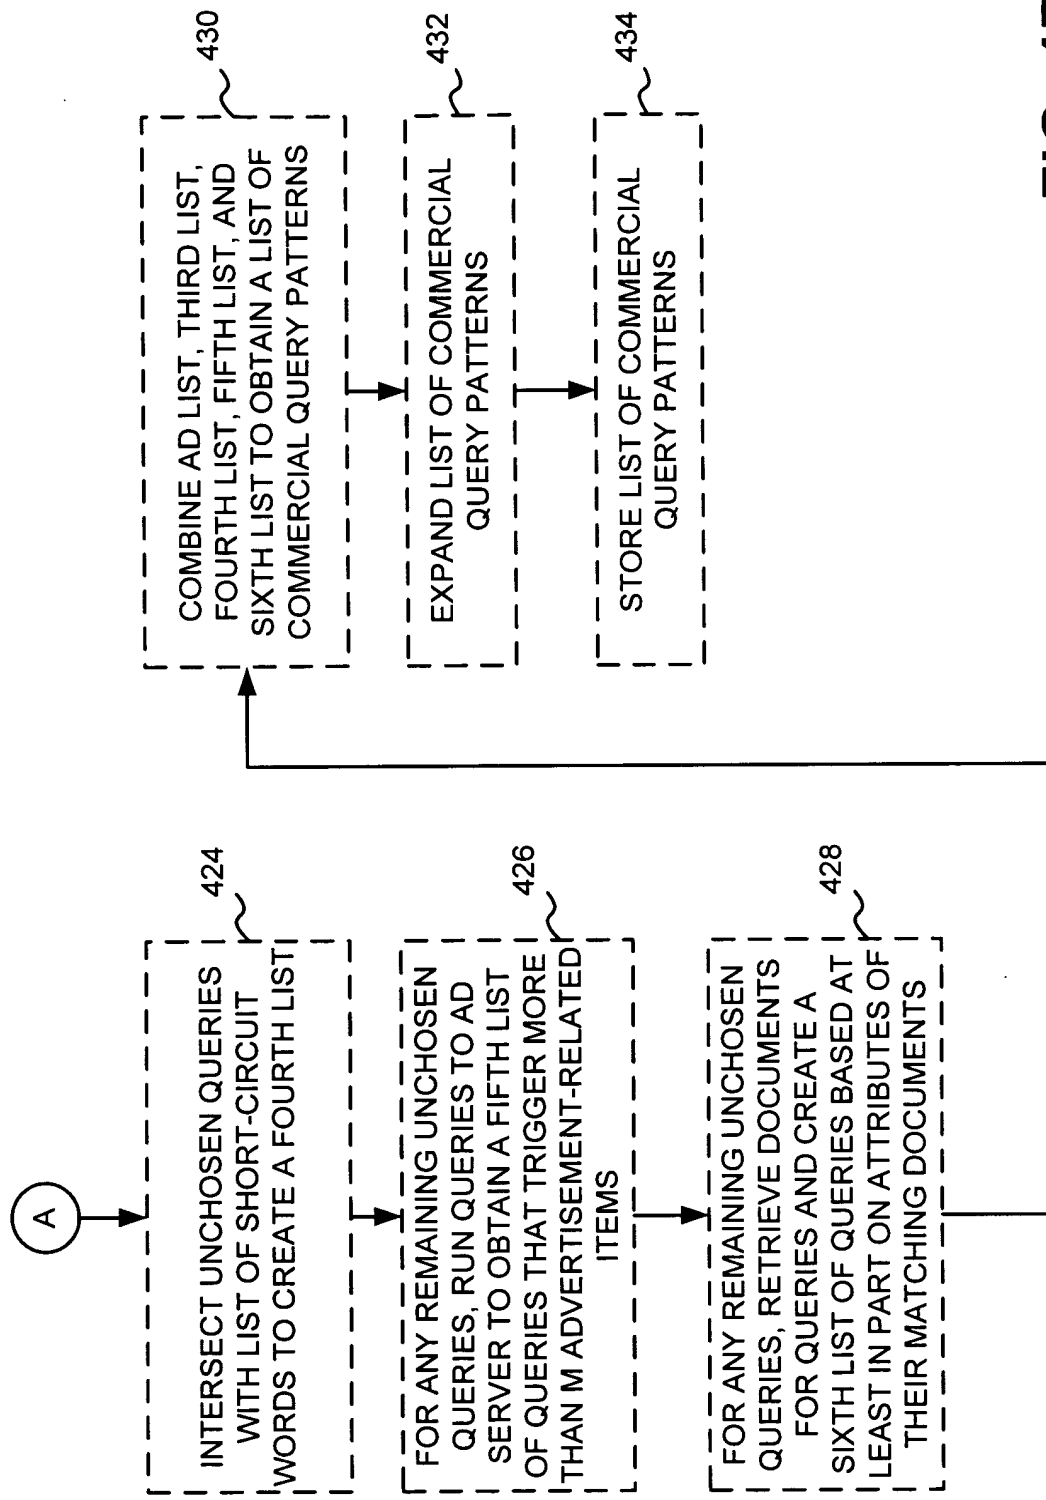 A
424
INTERSECT UNCHOSEN QUERIES
WITH LIST OF SHORT-CIRCUIT
WORDS TO CREATE A FOURTH LIST
426
FOR ANY REMAINING UNCHOSEN
QUERIES, RUN QUERIES TO AD
SERVER TO OBTAIN A FIFTH LIST
OF QUERIES THAT TRIGGER MORE
THAN M ADVERTISEMENT-RELATED
ITEMS
428
FOR ANY REMAINING UNCHOSEN
QUERIES, RETRIEVE DOCUMENTS
FOR QUERIES AND CREATE A
SIXTH LIST OF QUERIES BASED AT
LEAST IN PART ON ATTRIBUTES OF
THEIR MATCHING DOCUMENTS
430
COMBINE AD LIST, THIRD LIST,
FOURTH LIST, FIFTH LIST, AND
SIXTH LIST TO OBTAIN A LIST OF
COMMERCIAL QUERY PATTERNS
432
EXPAND LIST OF COMMERCIAL
QUERY PATTERNS
434
STORE LIST OF COMMERCIAL
QUERY PATTERNS